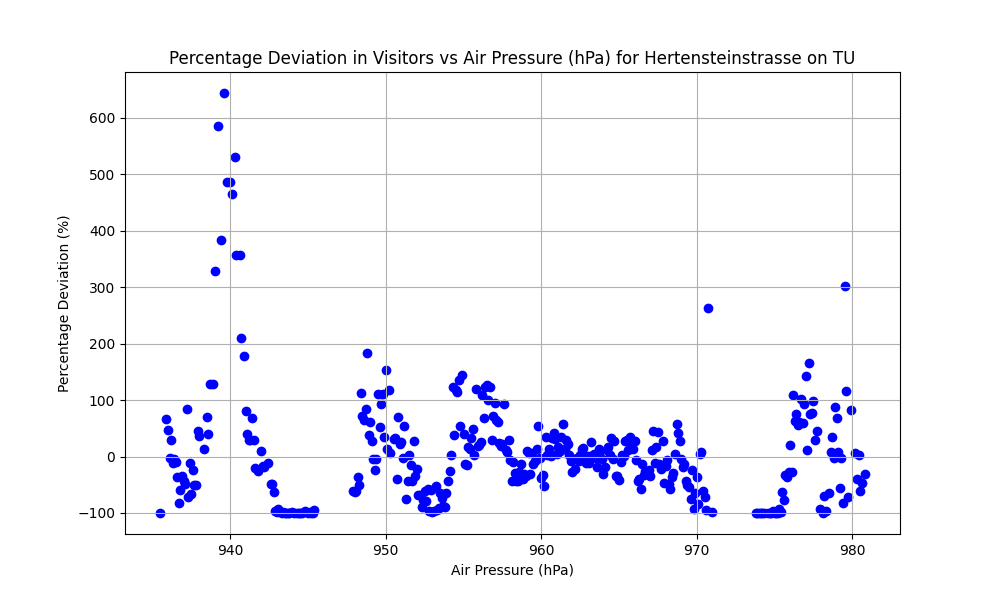 Percentage Deviation in Visitors vs Air Pressure (hPa) for Hertensteinstrasse on TU
600
500
400
300
200
100
0
−100
Percentage Deviation (%)
940 950 960 970 980
Air Pressure (hPa)